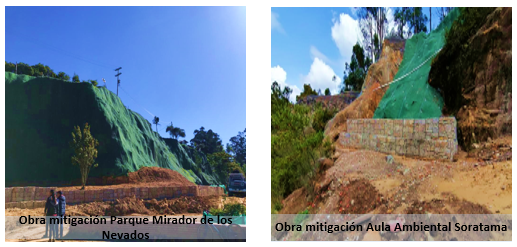 Obra mitigación Parque Mirador de los
Nevados
Obra mitigación Aula Ambiental Soratama